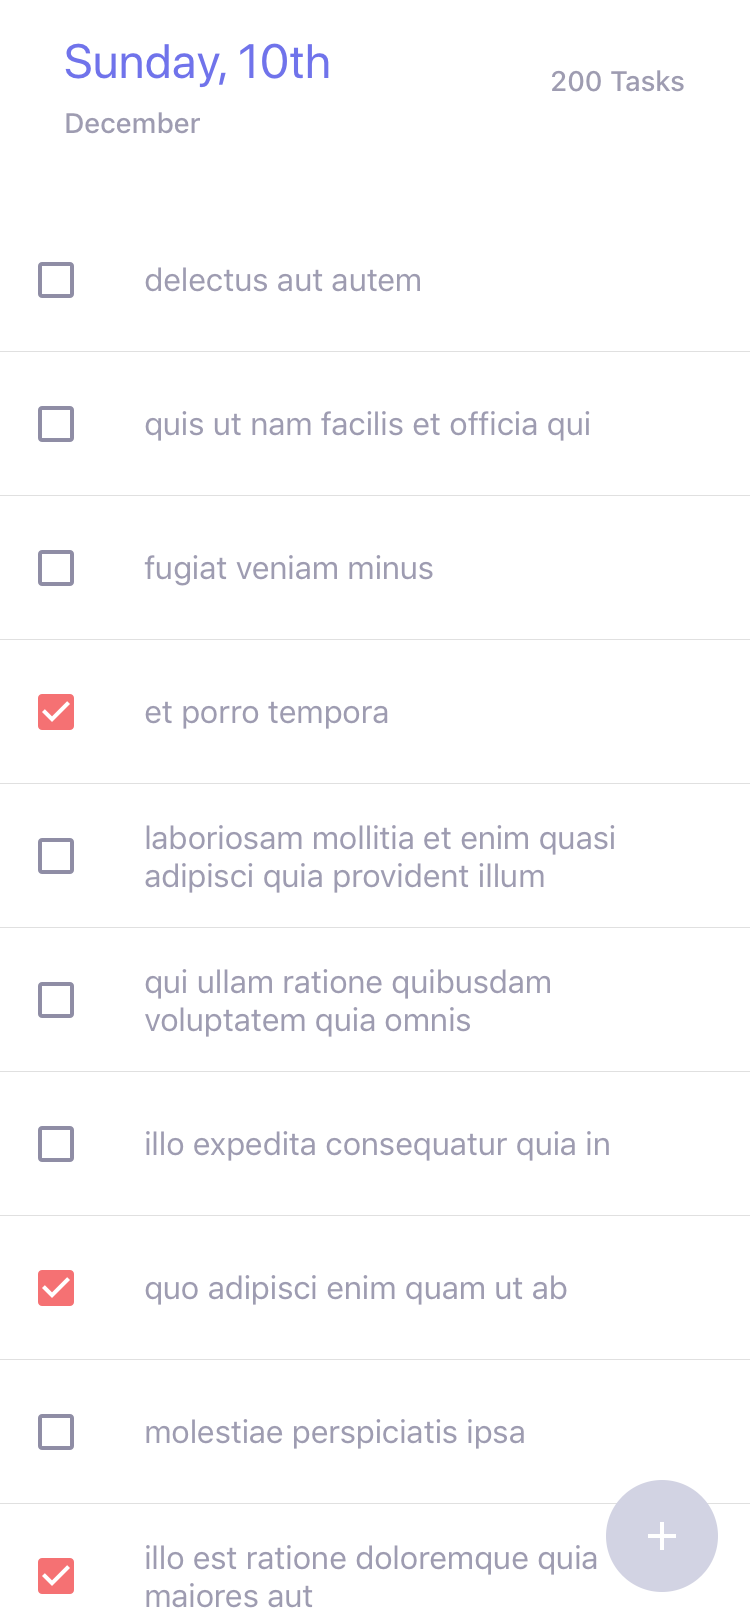 Sunday, 10th
200 Tasks
December
delectus aut autem
quis ut nam facilis et officia qui
fugiat veniam minus
et porro tempora
laboriosam mollitia et enim quasi
adipisci quia provident illum
qui ullam ratione quibusdam
voluptatem quia omnis
illo expedita consequatur quia in
quo adipisci enim quam ut ab
molestiae perspiciatis ipsa
illo est ratione doloremque quia
maiores aut